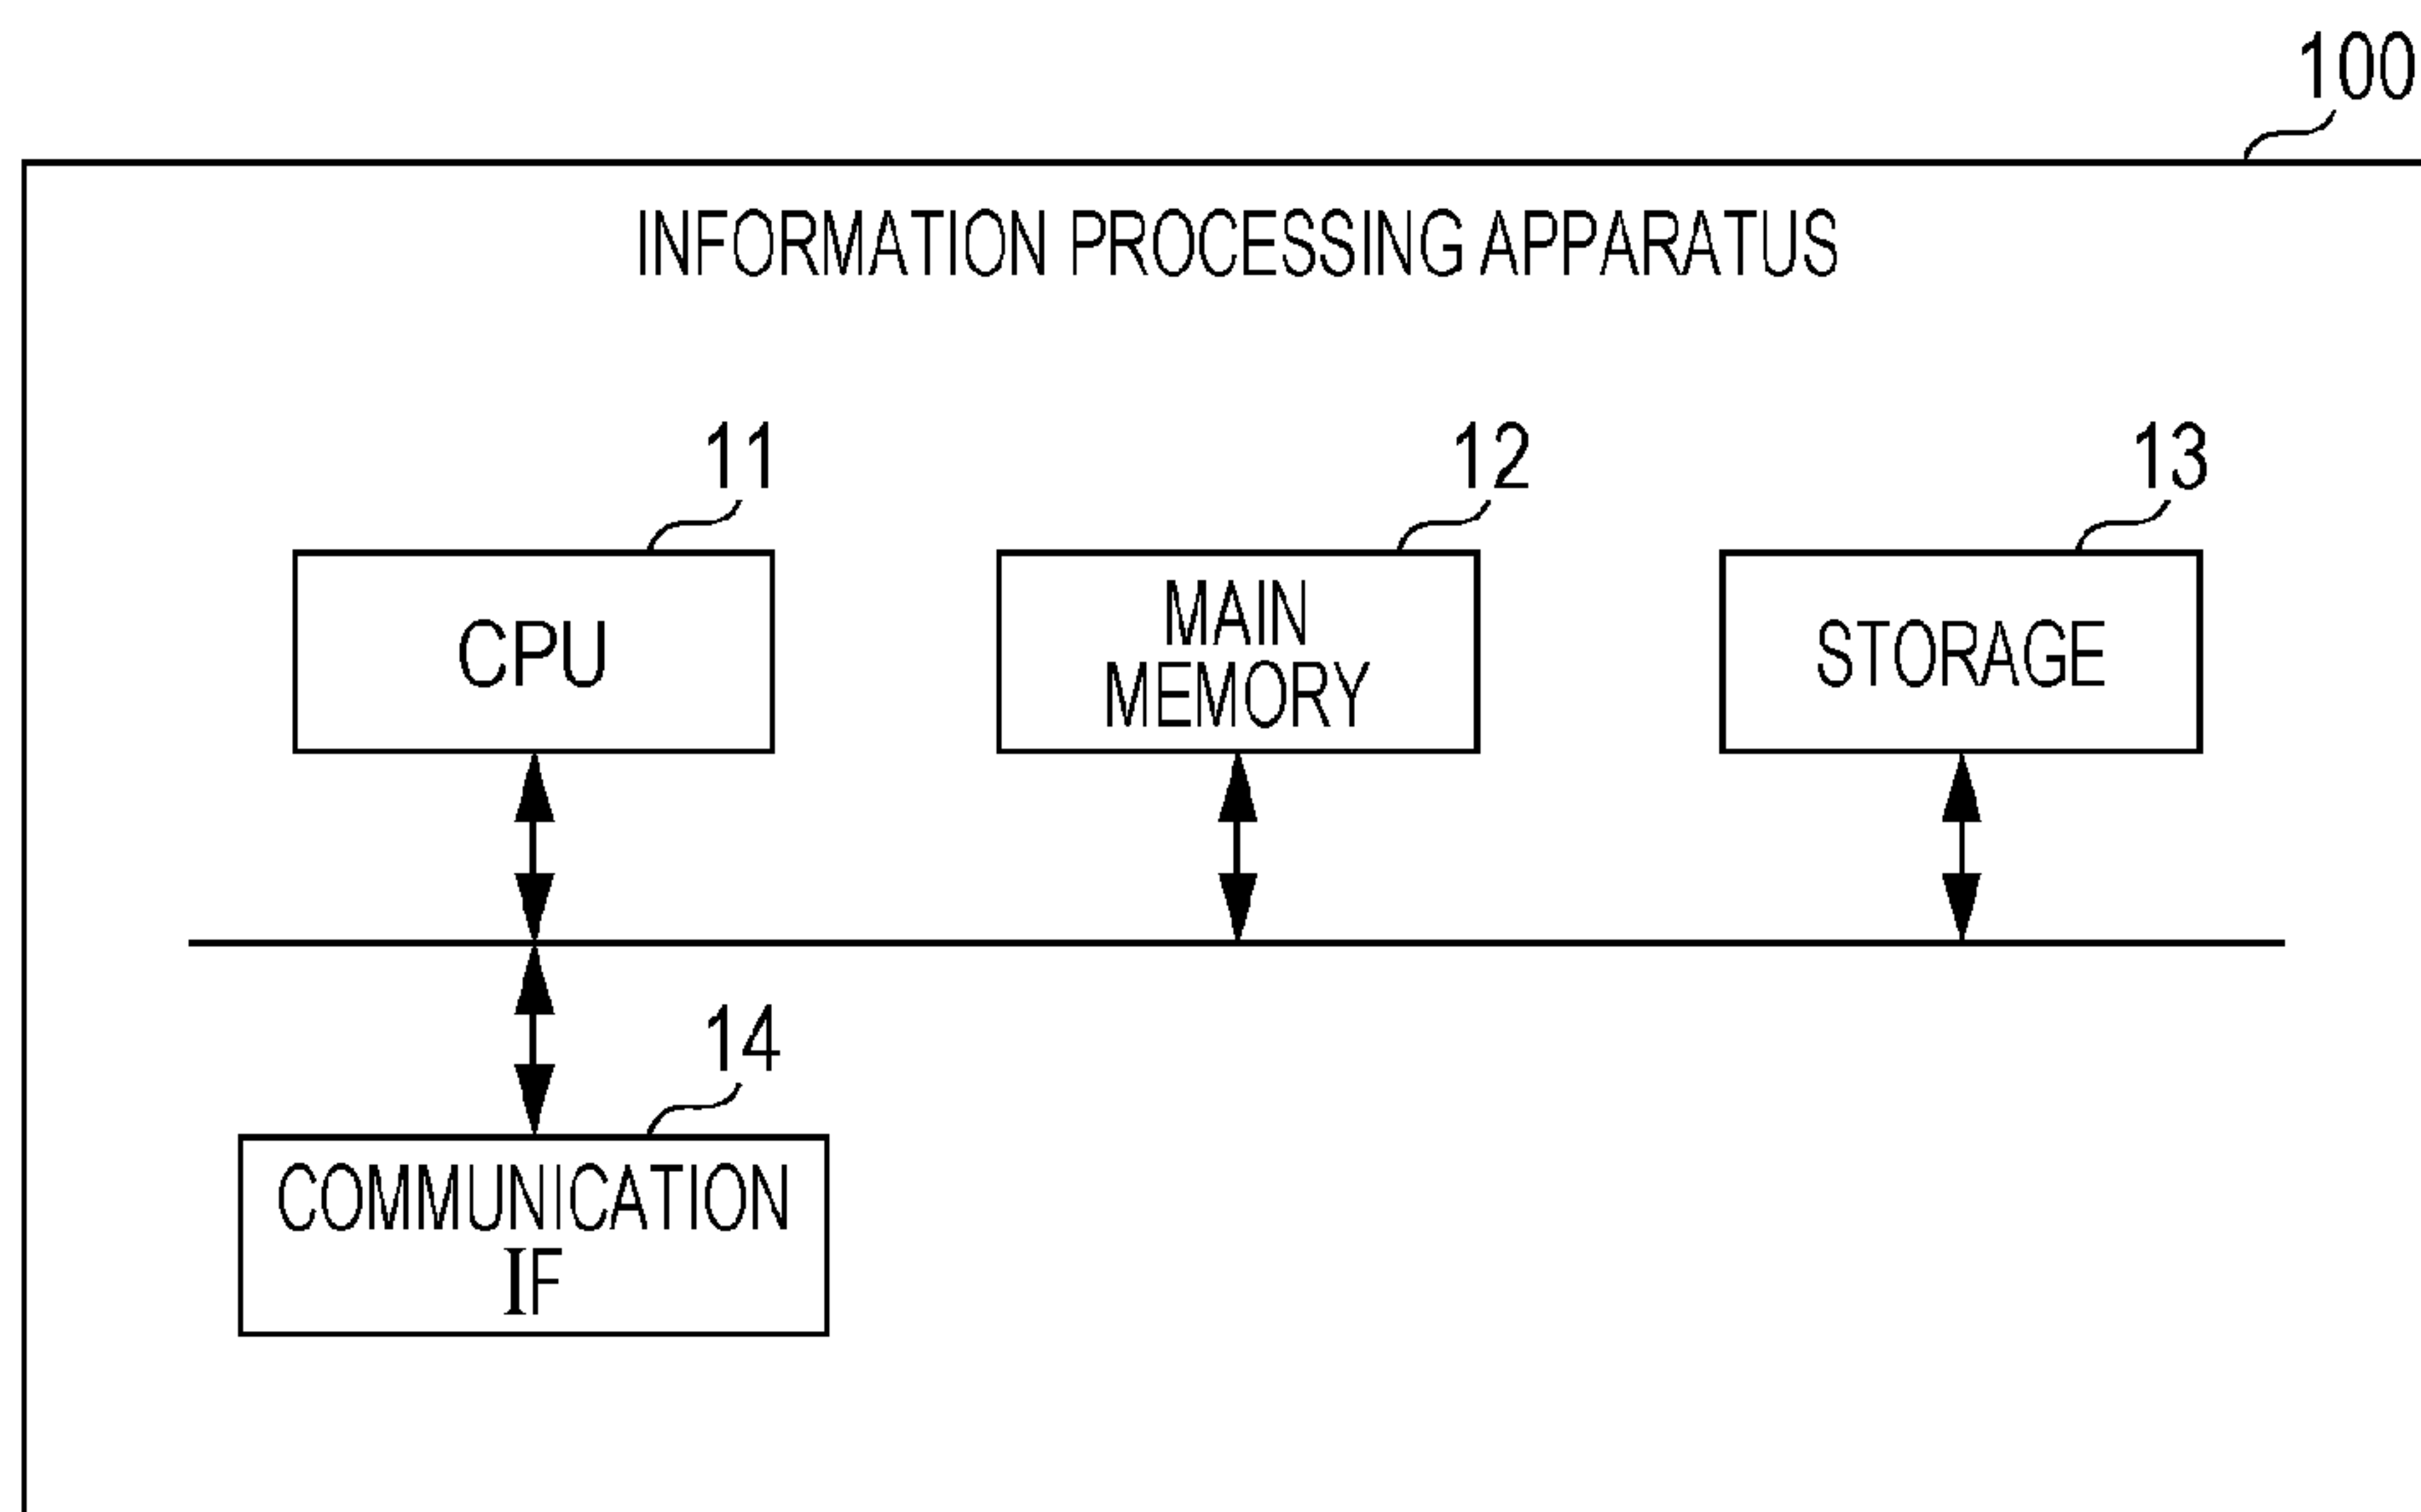 100
INFORMATION PROCESSING APPARATUS
11
12
13
CPU
MAIN
MEMORY
STORAGE
14
COMMUNICATION
IF